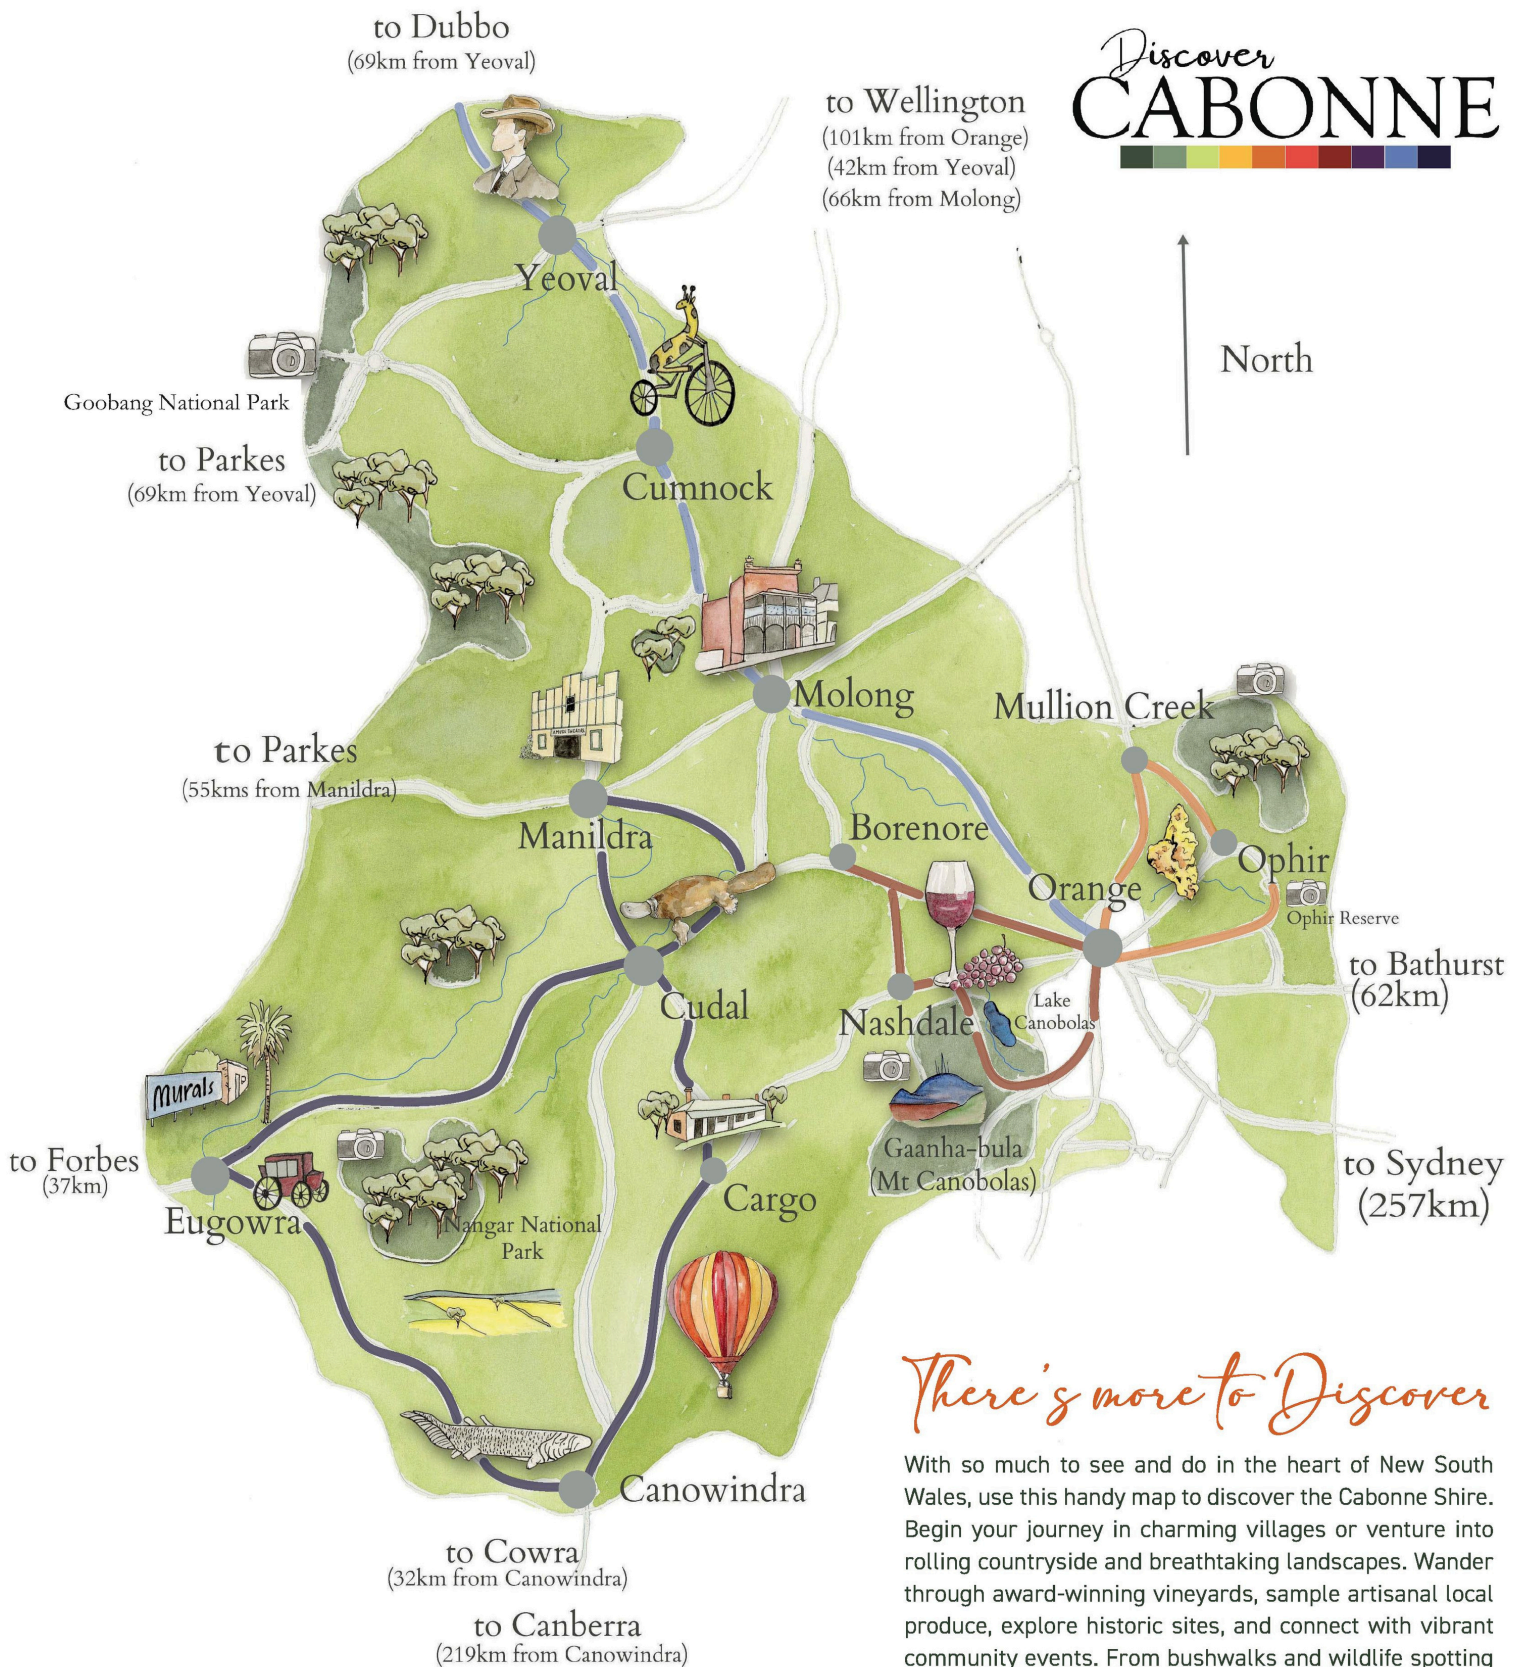 to Dubbo
(69km from Yeoval)
Discover
CABONNE
to Wellington
(101km from Orange)
(42km from Yeoval)
(66km from Molong)
Yeoval
North
Goobang National Park
to Parkes
(69km from Yeoval)
Cumnock
Molong
Mullion Creek
to Parkes
(55kms from Manildra)
Manildra
Borenore
Ophir
Orange
Ophir Reserve
to Bathurst
(62km)
Cudal
Nashdale
Lake
Canobolas
Murals
to Forbes
(37km)
Eugowra
Nangar National
Park
Cargo
Gaanha-bula
(Mt Canobolas)
to Sydney
(257km)
Canowindra
to Cowra
(32km from Canowindra)
to Canberra
(219km from Canowindra)
There's more to Discover
With so much to see and do in the heart of New South
Wales, use this handy map to discover the Cabonne Shire.
Begin your journey in charming villages or venture into
rolling countryside and breathtaking landscapes. Wander
through award-winning vineyards, sample artisanal local
produce, explore historic sites, and connect with vibrant
community events. From bushwalks and wildlife spotting